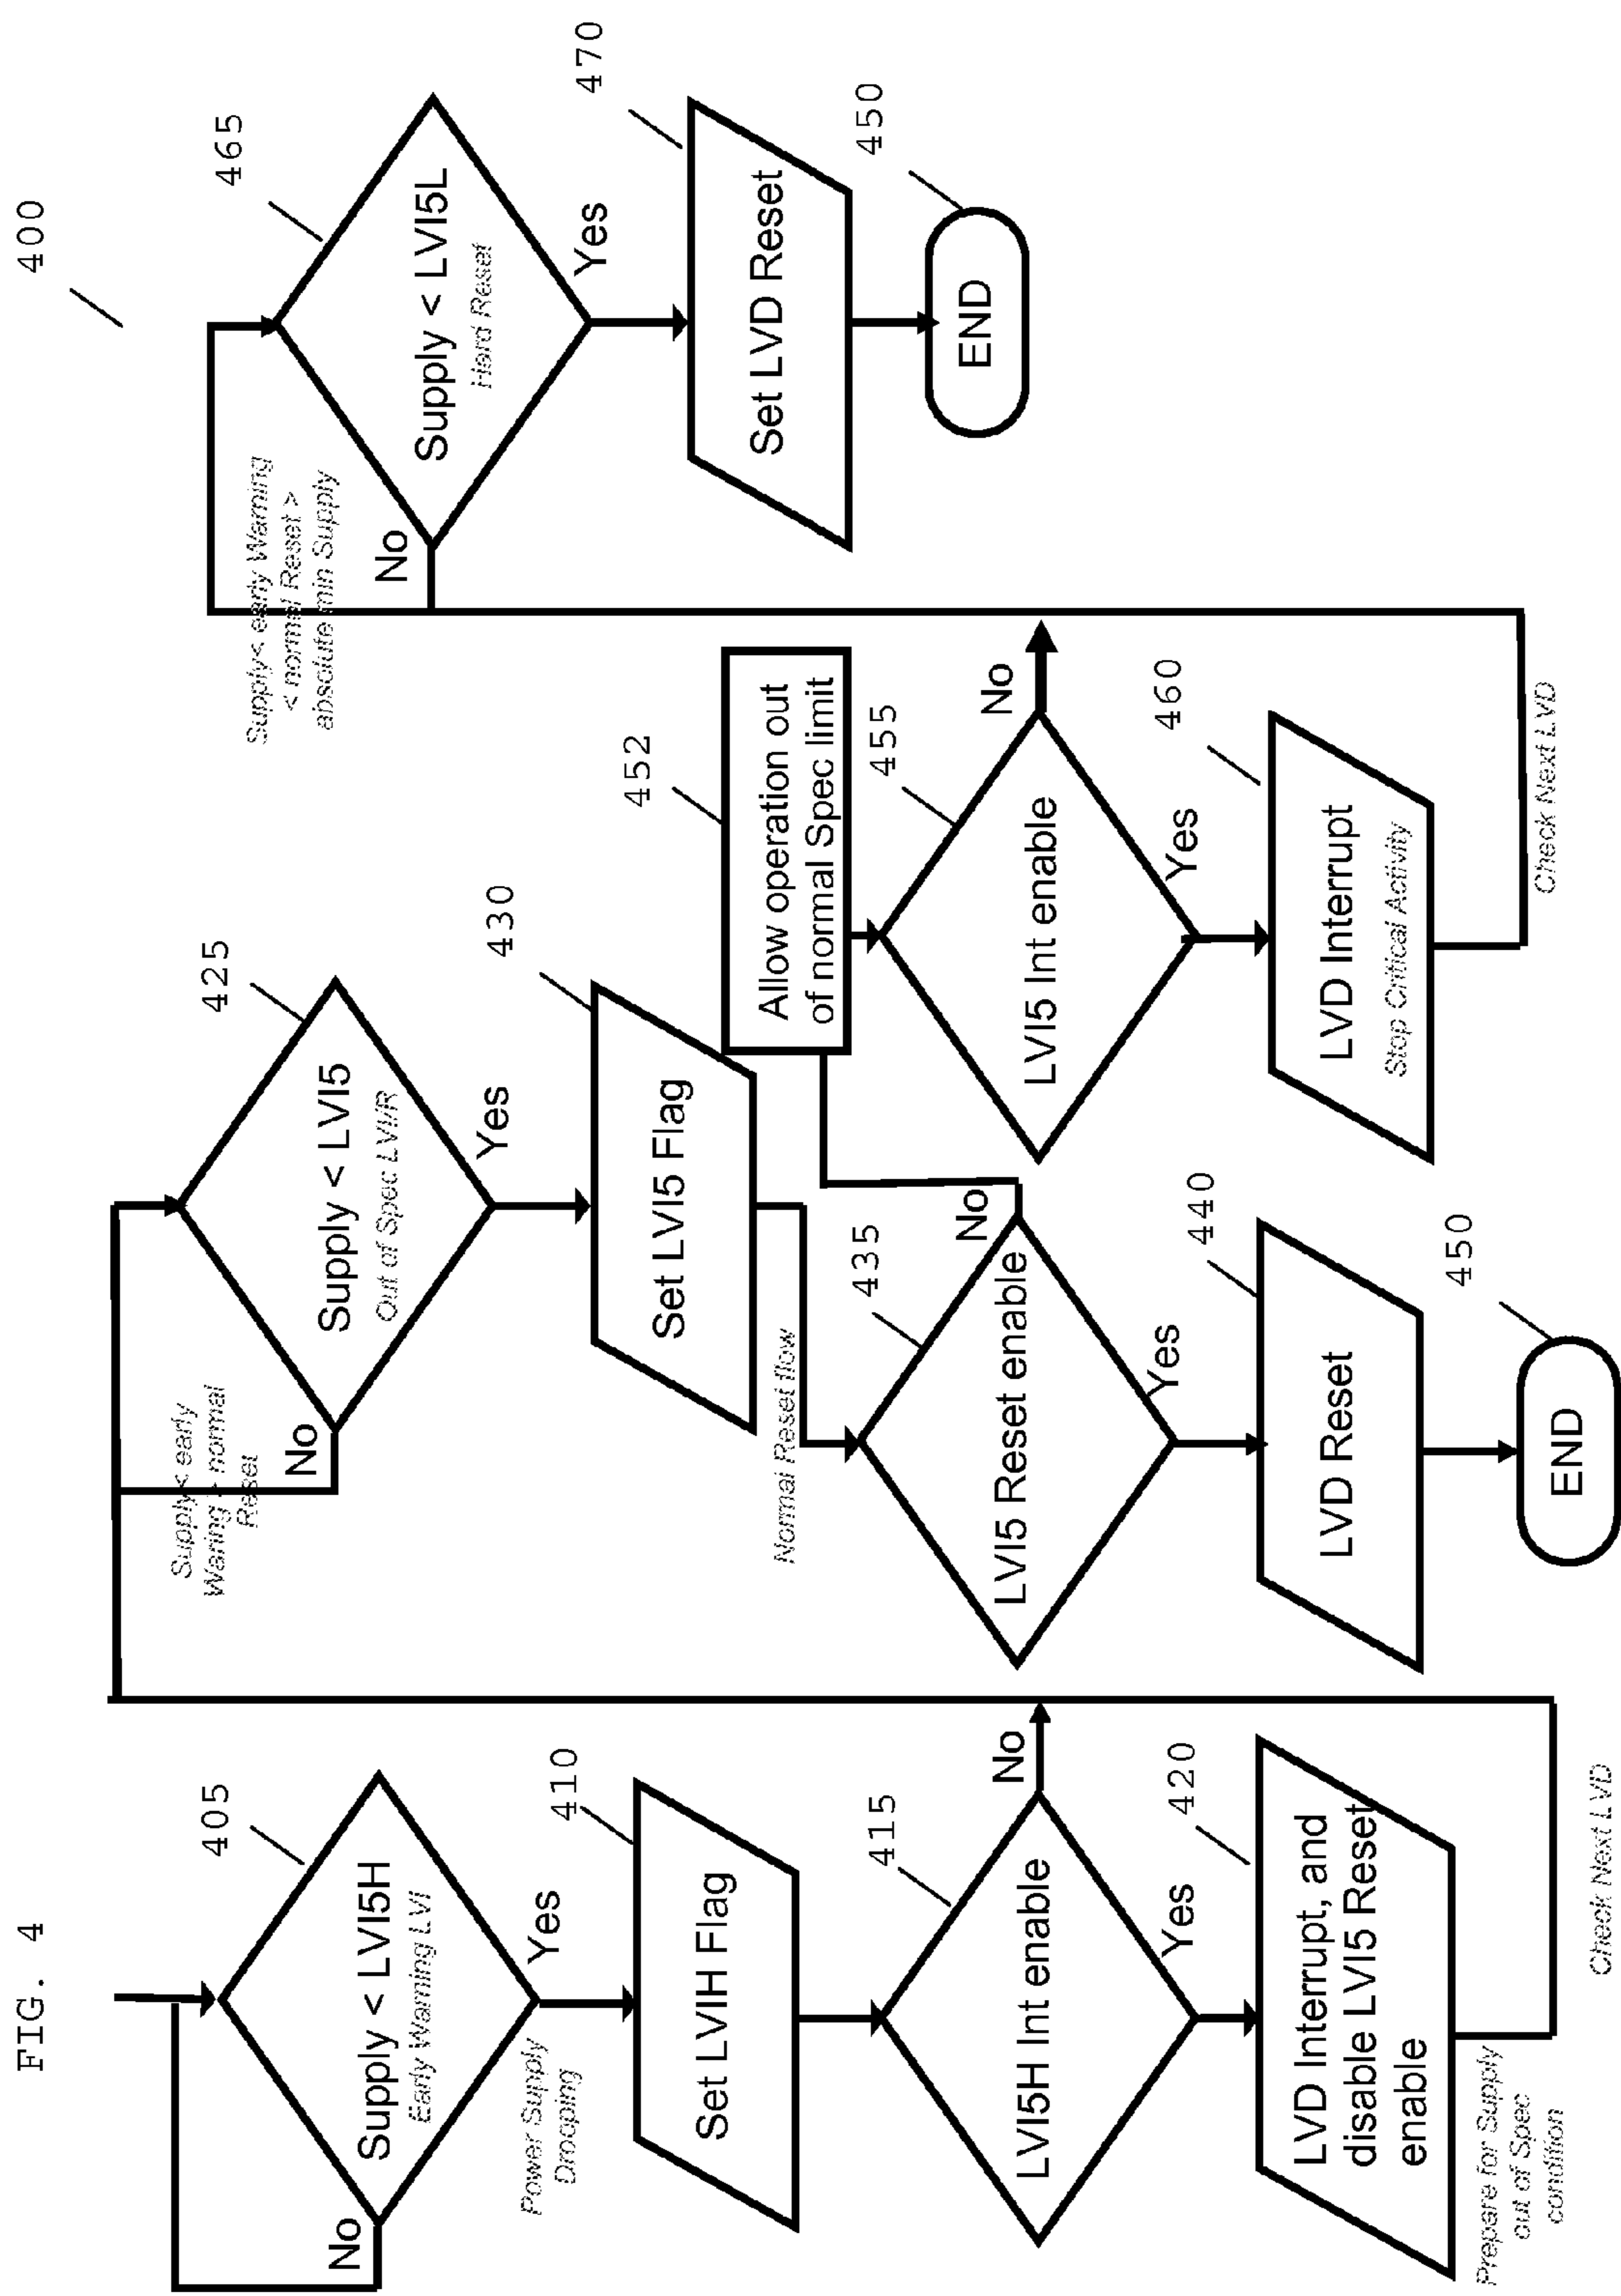 FIG. 4
400
405
Supply < LVI5H
Early Warning LVI
No
Yes
Power Supply
Drooping
410
Set LVIH Flag
415
LVI5H Int enable
No
Yes
420
LVD Interrupt, and
disable LVI5 Reset
enable
Prepare for Supply
out of Spec
condition
Check Next LVD
Supply< early
Waring > normal
Reset
425
Supply < LVI5
Out of Spec LVI/R
No
Yes
430
Set LVI5 Flag
Normal Reset flow
435
LVI5 Reset enable
No
Yes
440
LVD Reset
450
END
452
Allow operation out
of normal Spec limit
455
LVI5 Int enable
No
Yes
460
LVD Interrupt
Stop Critical Activity
Check Next LVD
Supply< early Warning
< normal Reset >
absolute min Supply
465
Supply < LVI5L
Hard Reset
No
Yes
470
Set LVD Reset
450
END